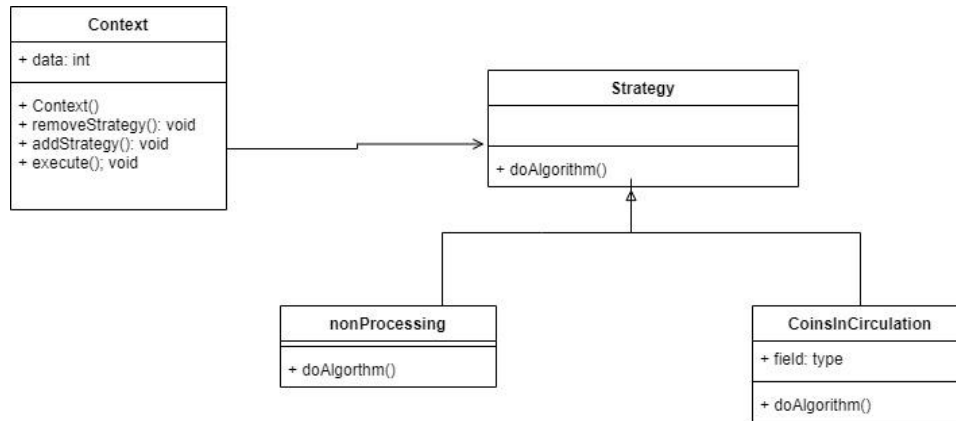 Context
+ data: int
+ Context()
+ removeStrategy(): void
+ addStrategy(): void
+ execute(); void
Strategy
+ doAlgorithm()
nonProcessing
+ doAlgorthm()
CoinsInCirculation
+ field: type
+ doAlgorithm()